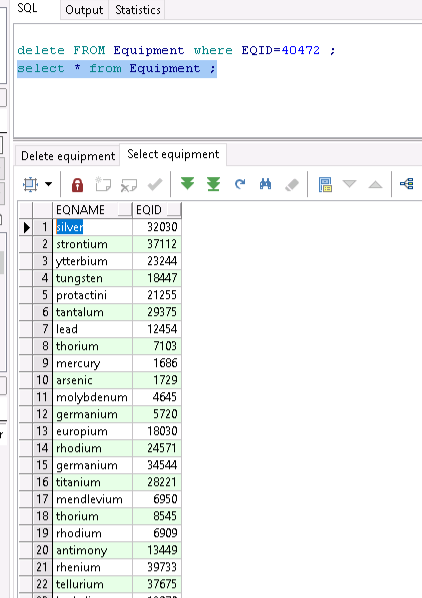 SQL Output Statistics
delete FROM Equipment where EQID=40472 ;
select * from Equipment ;
Delete equipment Select equipment
EQNAME EQID
1 silver 32030
2 strontium 37112
3 ytterbium 23244
4 tungsten 18447
5 protactini 21255
6 tantalum 29375
7 lead 12454
8 thorium 7103
9 mercury 1686
10 arsenic 1729
11 molybdenum 4645
12 germanium 5720
13 europium 18030
14 rhodium 24571
15 germanium 34544
16 titanium 28221
17 mendlevium 6950
18 thorium 8545
19 rhodium 6909
20 antimony 13449
21 rhenium 39733
22 tellurium 37675